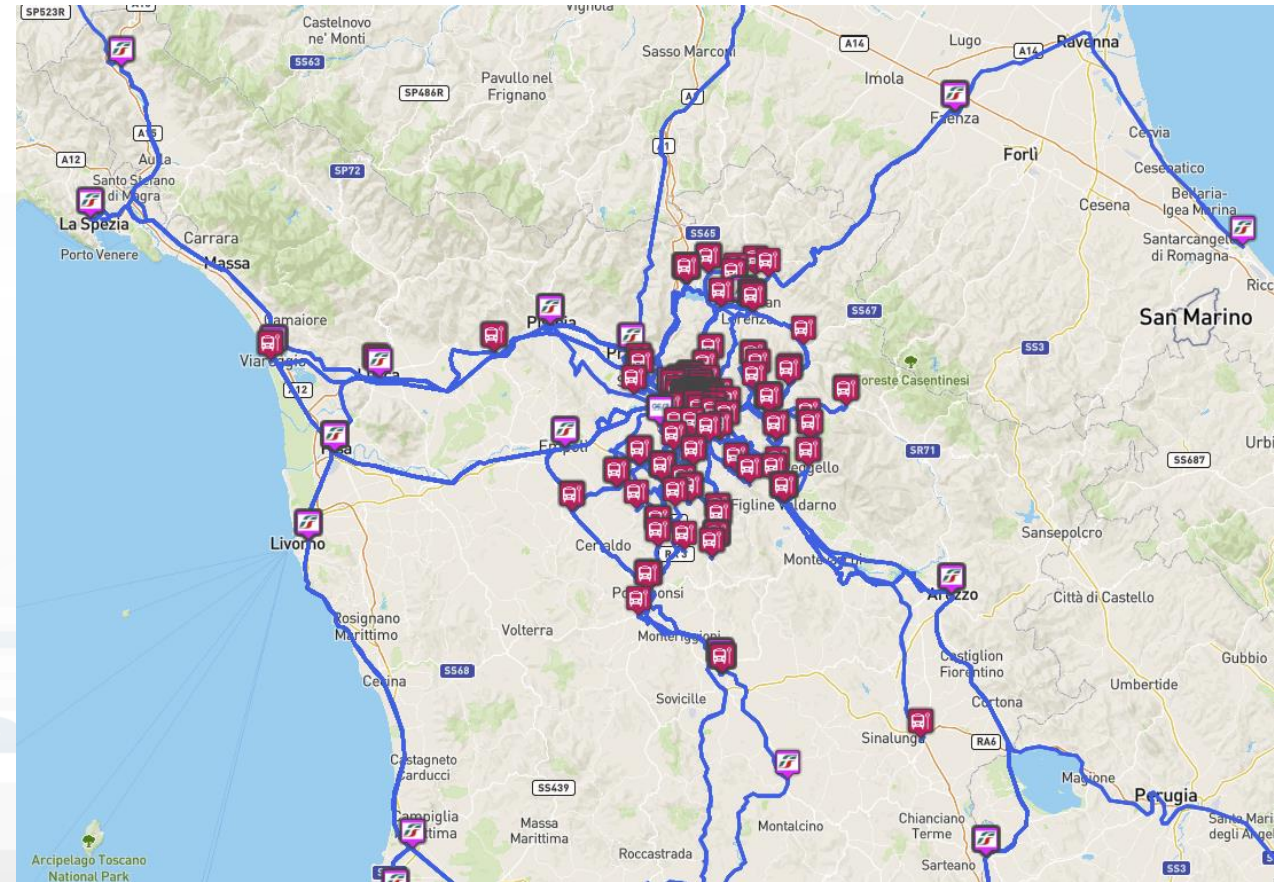 SP523R
Castelnovo
ne' Monti
SS63
Vignola
Sasso Marconi
A14
Lugo
A14
Ravenna
Imola
Pavullo nel
Frignano
SP486R
Faenza
Cervia
A15
A1
Forlì
Cesenatico
A12
Aulla
Santo Stefano
di Magra
SP72
Bellaria-
Igea Marina
Cesena
La Spezia
Porto Venere
Carrara
Massa
SS65
Santarcangelo
di Romagna
SS67
San Marino
SS3
Viareggio
A12
Empoli
SR71
SS687
Figline Valdarno
Sansepolcro
Livorno
Certaldo
Arezzo
Città di Castello
Rosignano
Marittimo
Volterra
Monteriggioni
Gubbio
SS68
Cecina
Castiglion
Fiorentino
Umbertide
Sovicille
Cortona
Sinalunga
RA6
Castagneto
Carducci
SS439
Magione
Perugia
Campiglia
Marittima
Massa
Marittima
Montalcino
Chianciano
Terme
Arcipelago Toscano
National Park
Roccastrada
Sarteano
SS3